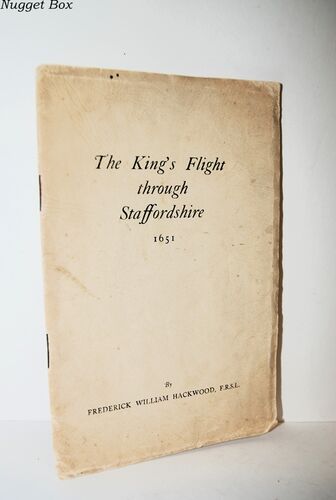 Nugget Box
The King's Flight
through
Staffordshire
1651
By
FREDERICK WILLIAM HACKWOOD, F.R.S.L.